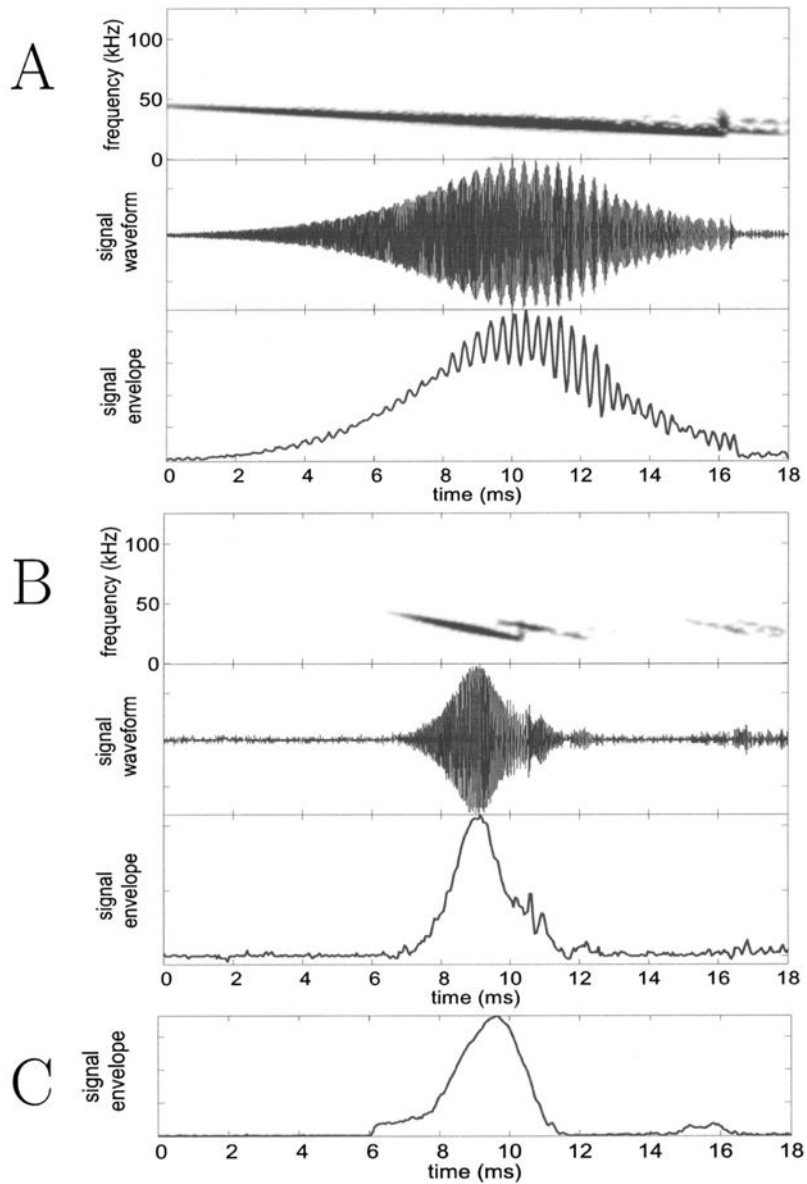 A
frequency (kHz)
100
50
0
signal
waveform
signal
envelope
0 2 4 6 8 10 12 14 16 18
time (ms)
B
frequency (kHz)
100
50
0
signal
waveform
signal
envelope
0 2 4 6 8 10 12 14 16 18
time (ms)
C
signal
envelope
0 2 4 6 8 10 12 14 16 18
time (ms)